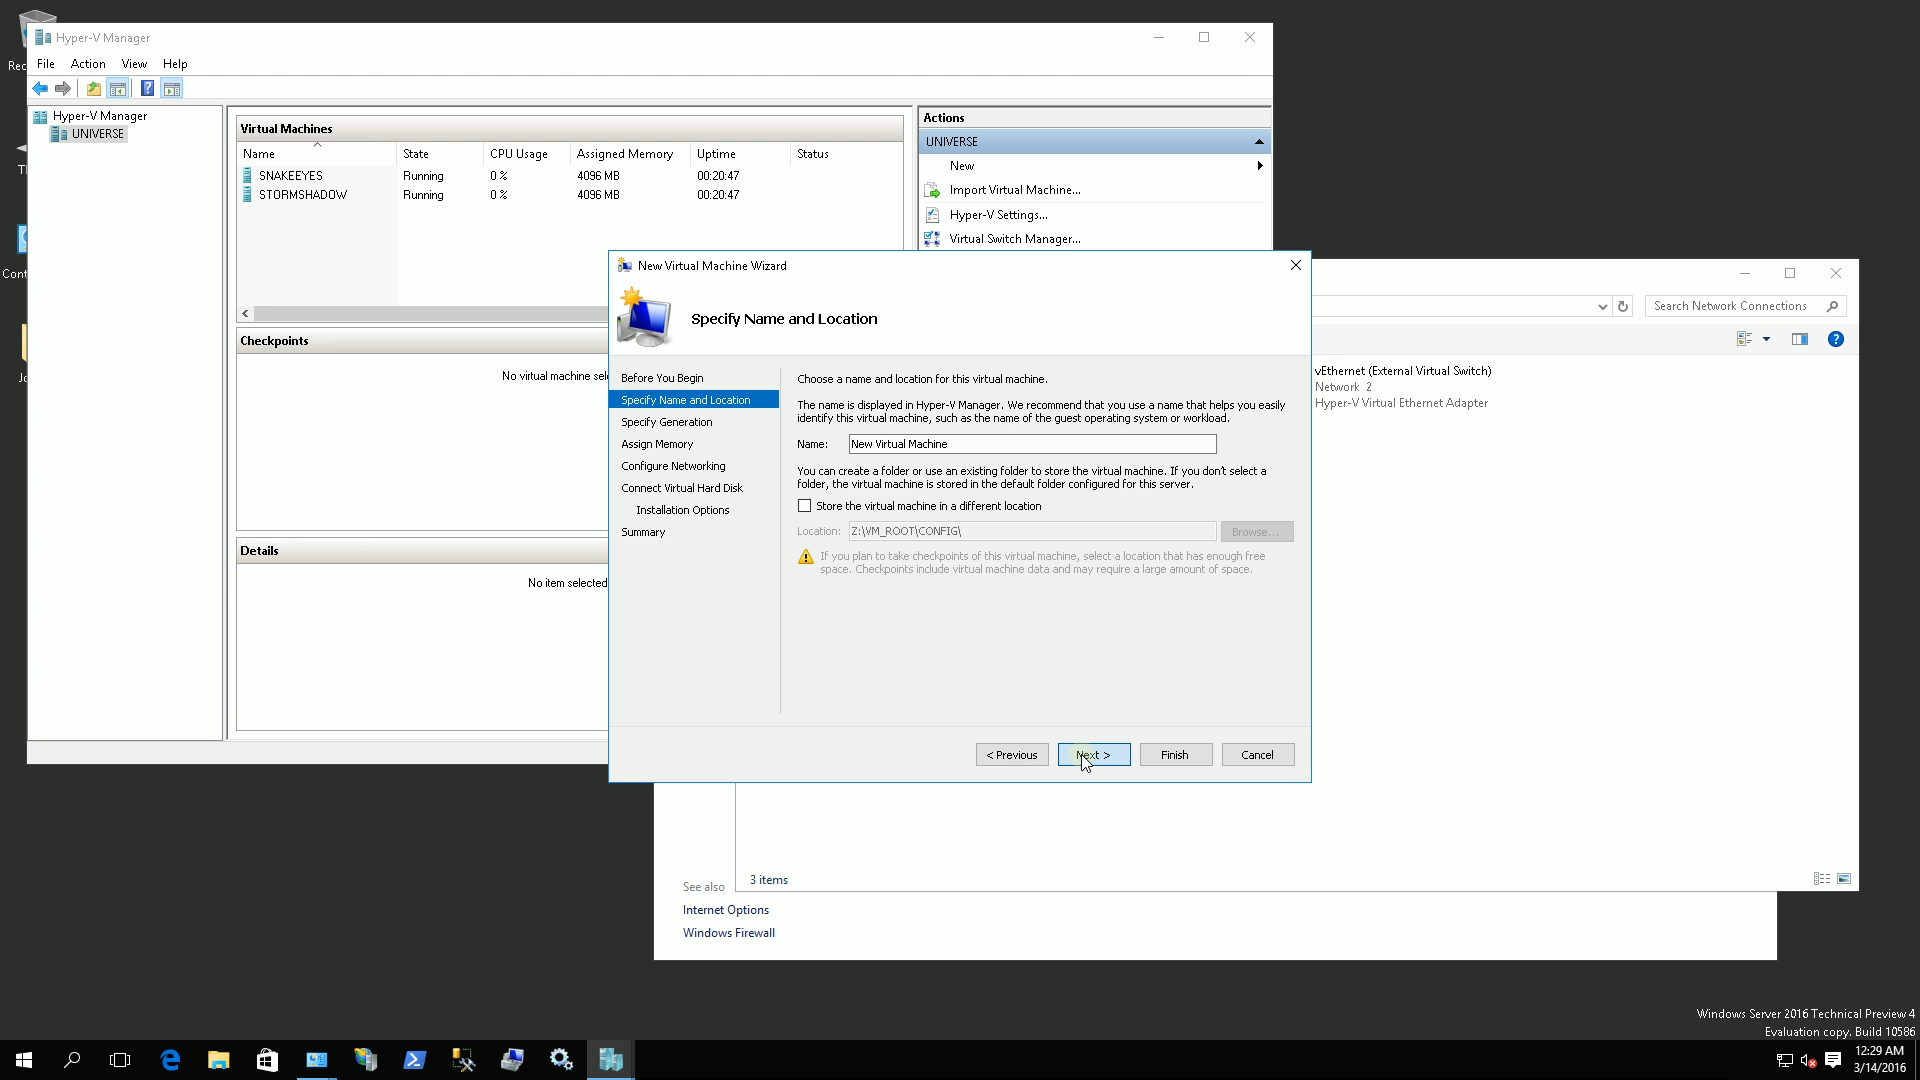 Hyper-V Manager
File Action View Help
Hyper-V Manager
UNIVERSE
Virtual Machines
Name State CPU Usage Assigned Memory Uptime Status
SNAKEEYES Running 0 % 4096 MB 00:20:47
STORMSHADOW Running 0 % 4096 MB 00:20:47
Checkpoints
No virtual machine sel
Details
No item selected
Actions
UNIVERSE
New
Import Virtual Machine...
Hyper-V Settings...
Virtual Switch Manager...
New Virtual Machine Wizard
Specify Name and Location
Before You Begin
Specify Name and Location
Specify Generation
Assign Memory
Configure Networking
Connect Virtual Hard Disk
Installation Options
Summary
Choose a name and location for this virtual machine.
The name is displayed in Hyper-V Manager. We recommend that you use a name that helps you easily
identify this virtual machine, such as the name of the guest operating system or workload.
Name: New Virtual Machine
You can create a folder or use an existing folder to store the virtual machine. If you don't select a
folder, the virtual machine is stored in the default folder configured for this server.
Store the virtual machine in a different location
Location: Z:\VM_ROOT\CONFIG\ Browse...
If you plan to take checkpoints of this virtual machine, select a location that has enough free
space. Checkpoints include virtual machine data and may require a large amount of space.
< Previous Next > Finish Cancel
Search Network Connections
vEthernet (External Virtual Switch)
Network 2
Hyper-V Virtual Ethernet Adapter
3 items
See also
Internet Options
Windows Firewall
Rec
Cont
Windows Server 2016 Technical Preview 4
Evaluation copy. Build 10586
12:29 AM
3/14/2016